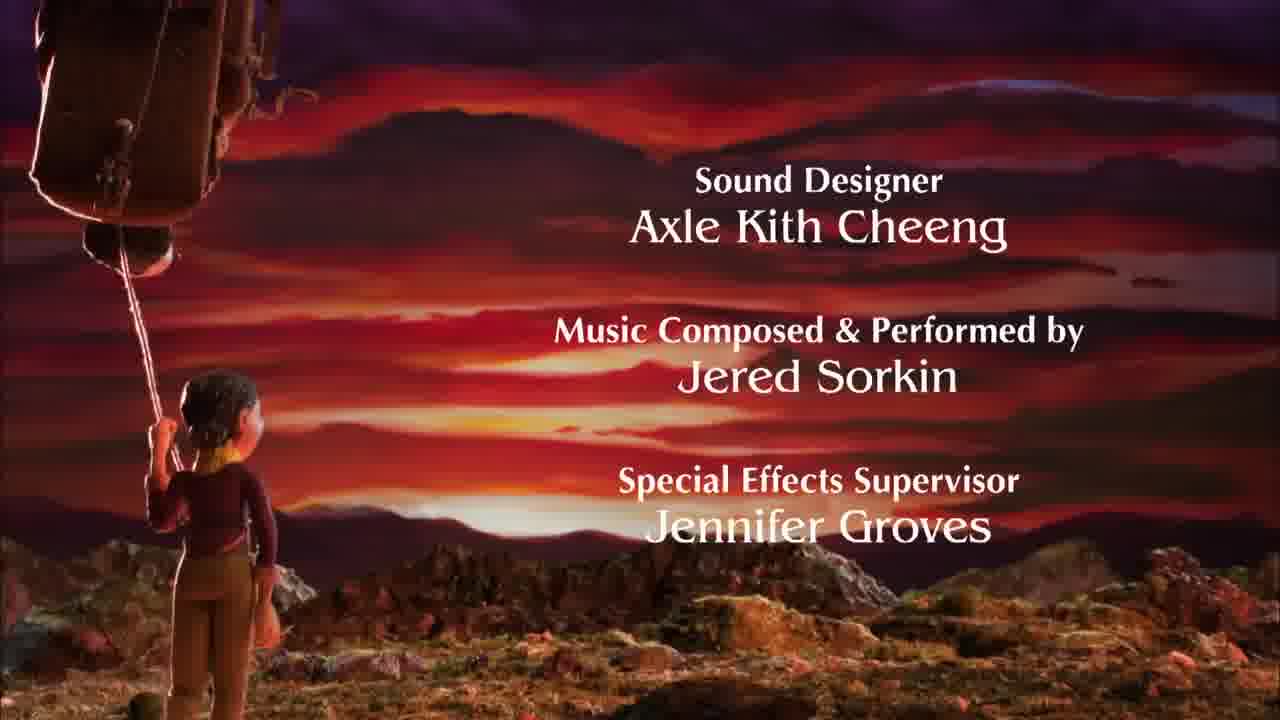 Sound Designer
Axle Kith Cheeng
Music Composed & Performed by
Jered Sorkin
Special Effects Supervisor
Jennifer Groves